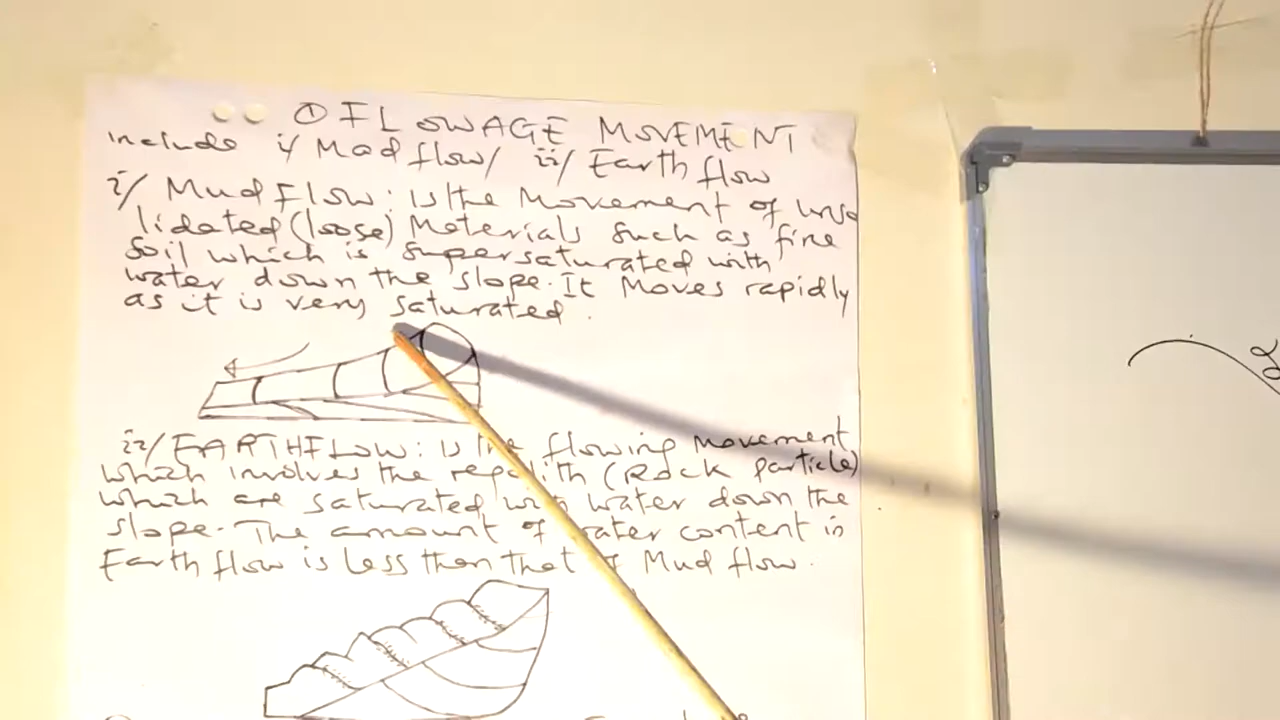 ① FLOWAGE MOVEMENT
include i/ Mad flow/ ii/ Earth flow
i/ MudFlow: is the Movement of unso
lidated (loose) Materials such as fine
soil which is supersaturated with
water down the slope. It Moves rapidly
as it is very saturated.
ii/ EARTHFLOW: is the flowing movement
which involves the regolith (Rock particle)
which are saturated with water down the
slope. The amount of water content in
Earth flow is less than that of Mud flow.